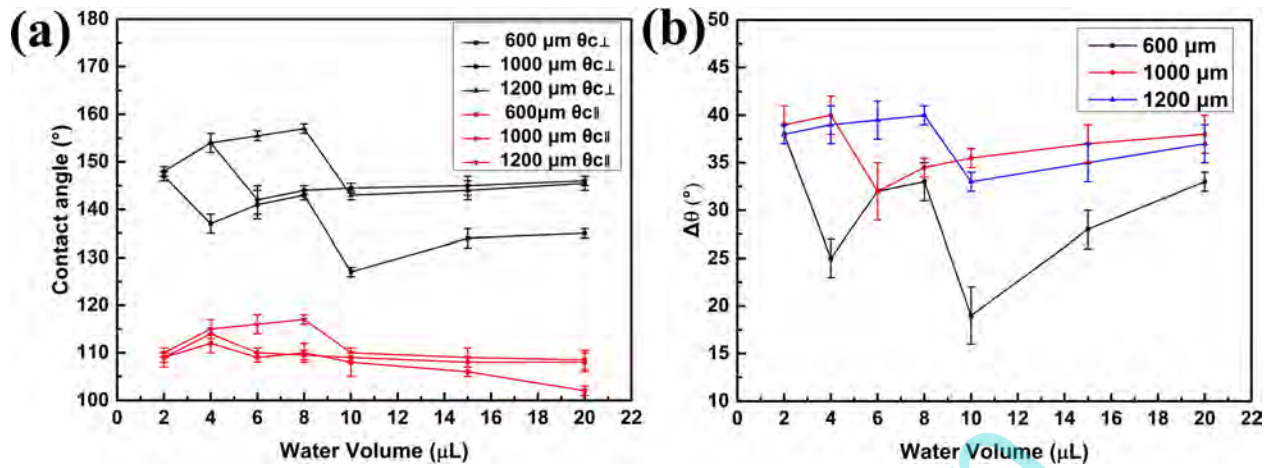 (a)
180
170
160
150
140
130
120
110
100
Contact angle (°)
600 μm θc⊥
1000 μm θc⊥
1200 μm θc⊥
600μm θc∥
1000 μm θc∥
1200 μm θc∥
0 2 4 6 8 10 12 14 16 18 20 22
Water Volume (μL)
(b)
50
45
40
35
30
25
20
15
10
Δθ (°)
600 μm
1000 μm
1200 μm
0 2 4 6 8 10 12 14 16 18 20 22
Water Volume (μL)